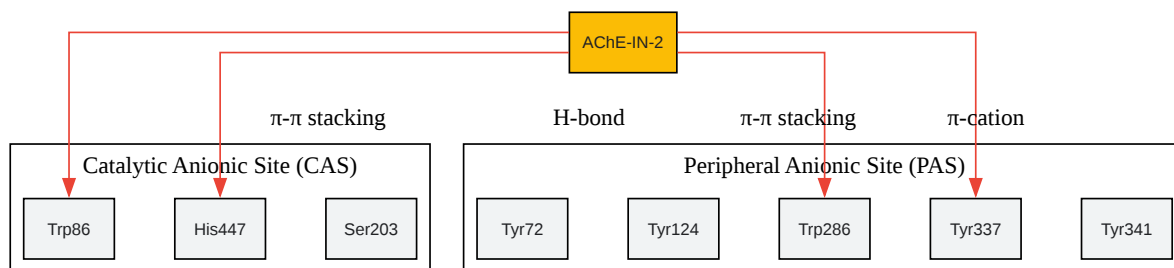 AChE-IN-2
π-π stacking H-bond π-π stacking π-cation
Catalytic Anionic Site (CAS) Peripheral Anionic Site (PAS)
Trp86 His447 Ser203 Tyr72 Tyr124 Trp286 Tyr337 Tyr341